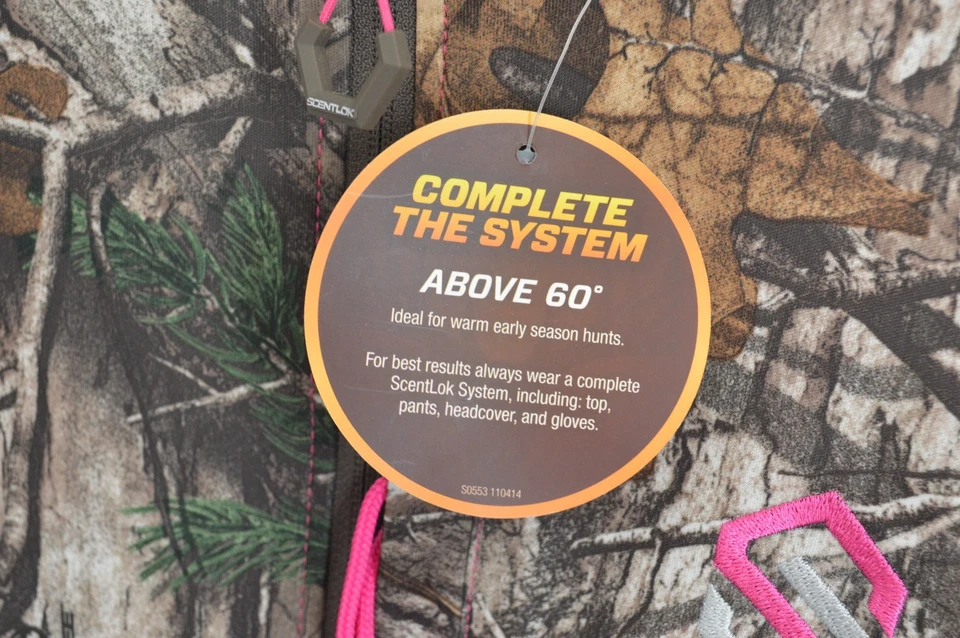 SCENTLOK
COMPLETE
THE SYSTEM
ABOVE 60°
Ideal for warm early season hunts.
For best results always wear a complete
ScentLok System, including: top,
pants, headcover, and gloves.
S0553 110414